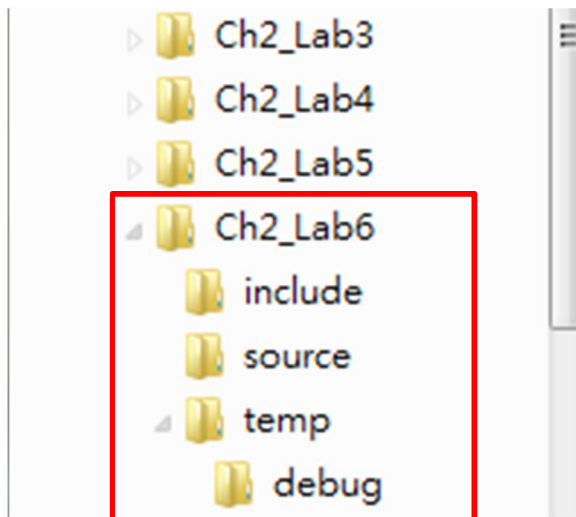 Ch2_Lab3
Ch2_Lab4
Ch2_Lab5
Ch2_Lab6
include
source
temp
debug